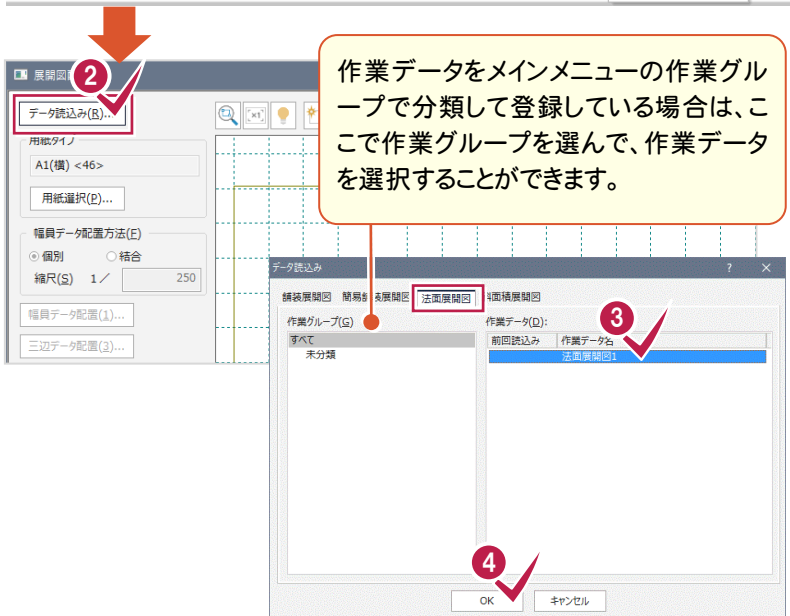 作業データをメインメニューの作業グル
ープで分類して登録している場合は、こ
こで作業グループを選んで、作業データ
を選択することができます。
展開図
2
データ読込み(R)...
用紙タイプ
A1(横) <46>
用紙選択(P)...
幅員データ配置方法(E)
個別 結合
縮尺(S) 1／ 250
幅員データ配置(1)...
三辺データ配置(3)...
データ読込み ? ×
舗装展開図 簡易 装展開図 法面展開図 面積展開図
作業グループ(G) 作業データ(D):
3
すべて 前回読込み 作業データ名
未分類 法面展開図1
4
OK キャンセル